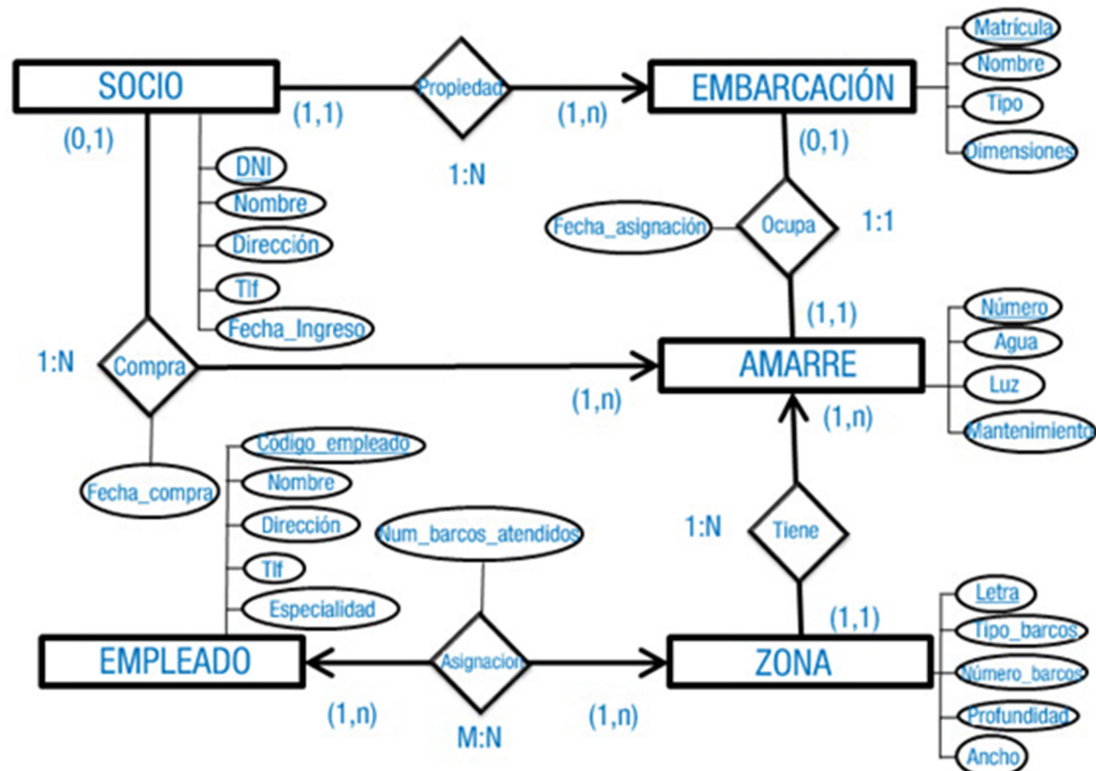 SOCIO
Propiedad
EMBARCACIÓN
(1,1)
(1,n)
1:N
(0,1)
(0,1)
Matrícula
Nombre
Tipo
Dimensiones
DNI
Nombre
Dirección
Tlf
Fecha_Ingreso
Fecha_asignación
Ocupa
1:1
(1,1)
1:N
Compra
(1,n)
AMARRE
(1,n)
Número
Agua
Luz
Mantenimiento
Fecha_compra
Código_empleado
Nombre
Dirección
Tlf
Especialidad
Num_barcos_atendidos
1:N
Tiene
(1,1)
EMPLEADO
(1,n)
Asignacion
M:N
(1,n)
ZONA
Letra
Tipo_barcos
Número_barcos
Profundidad
Ancho